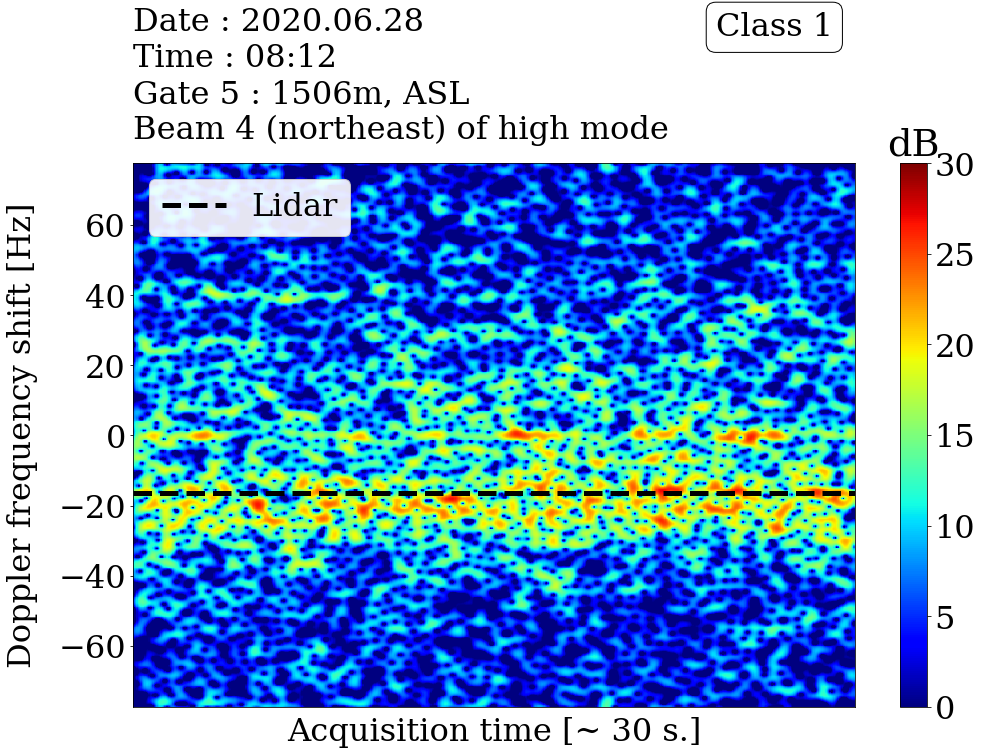 Date : 2020.06.28
Time : 08:12
Gate 5 : 1506m, ASL
Beam 4 (northeast) of high mode
Class 1
dB
Lidar
Doppler frequency shift [Hz]
60
40
20
0
−20
−40
−60
30
25
20
15
10
5
0
Acquisition time [~ 30 s.]